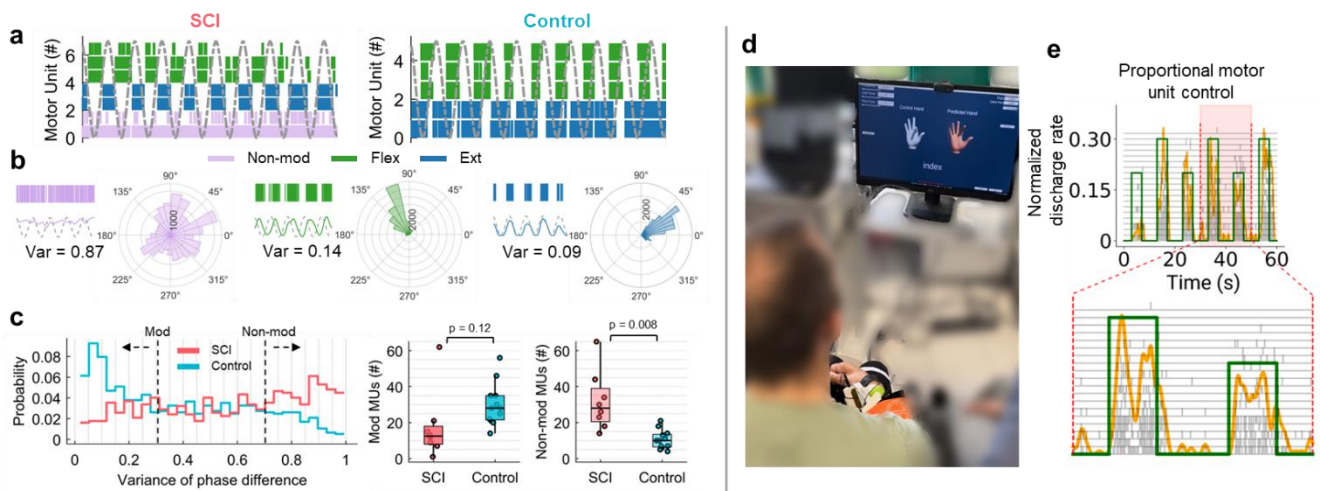 SCI
Control
a
Motor Unit (#)
6
4
2
0
Motor Unit (#)
4
2
0
b
Non-mod
Flex
Ext
Var = 0.87
135°
90°
45°
180°
0°
225°
270°
315°
1000
Var = 0.14
135°
90°
45°
180°
0°
225°
270°
315°
2000
Var = 0.09
135°
90°
45°
180°
0°
225°
270°
315°
2000
c
Mod
Non-mod
SCI
Control
Probability
0.08
0.06
0.04
0.02
0
0
0.2
0.4
0.6
0.8
1
Variance of phase difference
p = 0.12
Mod MUs (#)
60
40
20
0
SCI
Control
p = 0.008
Non-mod MUs (#)
60
40
20
0
SCI
Control
d
Control Hand
Predicted Hand
index
e
Proportional motor
unit control
Normalized
discharge rate
0.30
0.15
0
0
20
40
60
Time (s)